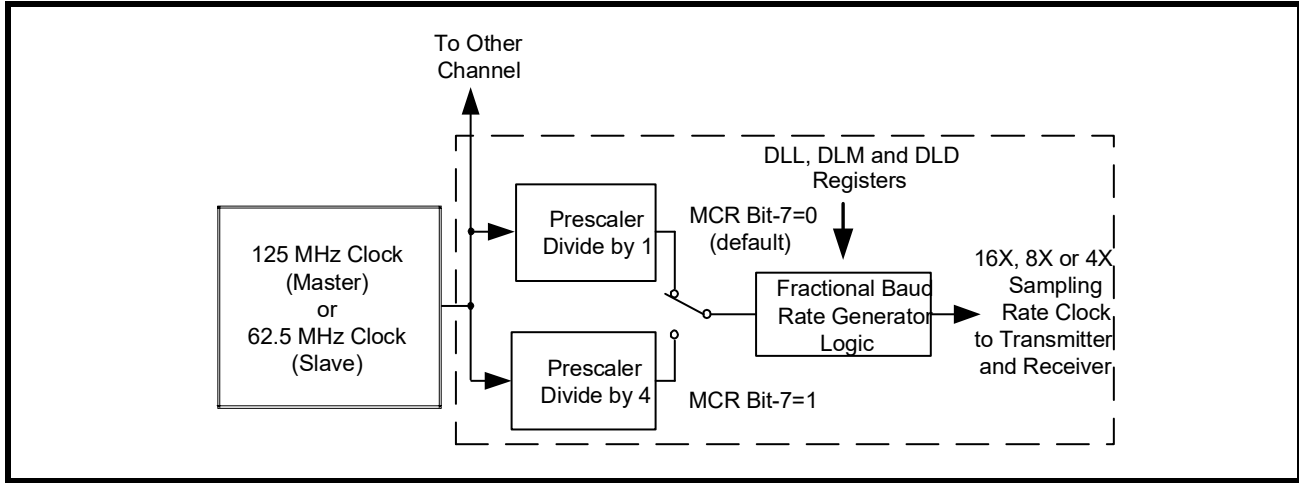 To Other
Channel
DLL, DLM and DLD
Registers
125 MHz Clock
(Master)
or
62.5 MHz Clock
(Slave)
Prescaler
Divide by 1
MCR Bit-7=0
(default)
Prescaler
Divide by 4
MCR Bit-7=1
Fractional Baud
Rate Generator
Logic
16X, 8X or 4X
Sampling
Rate Clock
to Transmitter
and Receiver